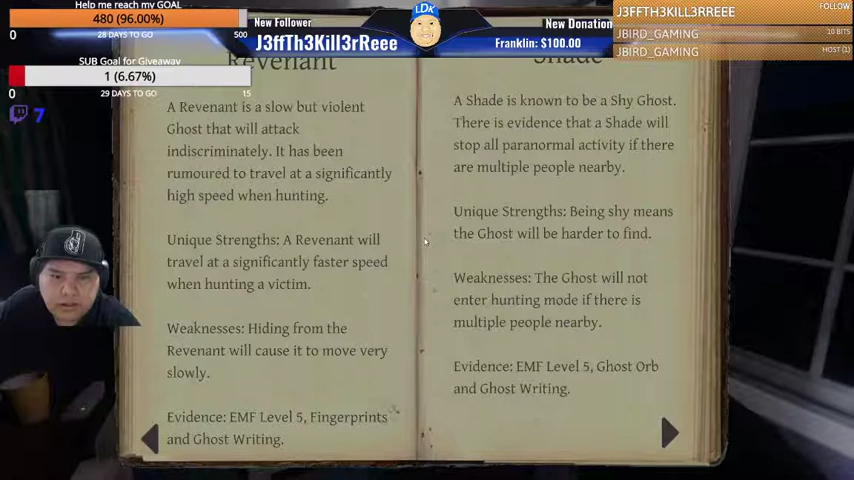 Help me reach my GOAL
480 (96.00%)
0
28 DAYS TO GO
500
SUB Goal for Giveaway
1 (6.67%)
0
29 DAYS TO GO
15
7
New Follower
J3ffTh3Kill3rReee
LDK
New Donation
Franklin: $100.00
J3FFTH3KILL3RREEE
FOLLOW
JBIRD_GAMING
10 BITS
JBIRD_GAMING
HOST (1)
Revenant
A Revenant is a slow but violent
Ghost that will attack
indiscriminately. It has been
rumoured to travel at a significantly
high speed when hunting.
Unique Strengths: A Revenant will
travel at a significantly faster speed
when hunting a victim.
Weaknesses: Hiding from the
Revenant will cause it to move very
slowly.
Evidence: EMF Level 5, Fingerprints
and Ghost Writing.
Shade
A Shade is known to be a Shy Ghost.
There is evidence that a Shade will
stop all paranormal activity if there
are multiple people nearby.
Unique Strengths: Being shy means
the Ghost will be harder to find.
Weaknesses: The Ghost will not
enter hunting mode if there is
multiple people nearby.
Evidence: EMF Level 5, Ghost Orb
and Ghost Writing.